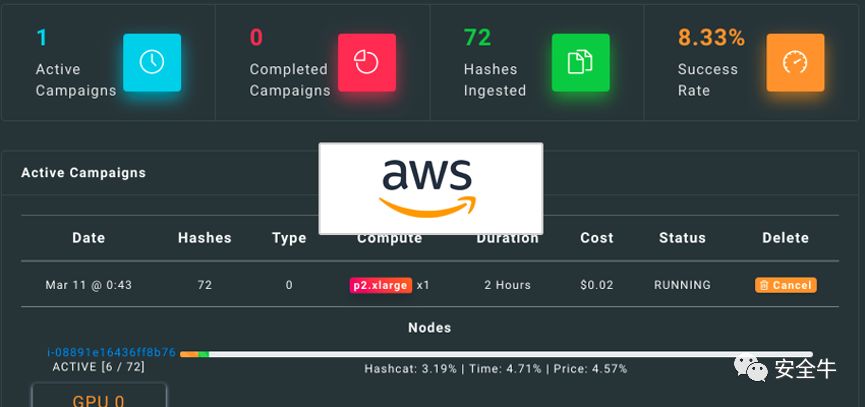 1
Active
Campaigns
0
Completed
Campaigns
72
Hashes
Ingested
8.33%
Success
Rate
Active Campaigns
aws
Date Hashes Type Compute Duration Cost Status Delete
Mar 11 @ 0:43 72 0 p2.xlarge x1 2 Hours $0.02 RUNNING Cancel
Nodes
i-08891e16436ff8b76
ACTIVE [6 / 72]
Hashcat: 3.19% | Time: 4.71% | Price: 4.57%
安全牛
GPU 0